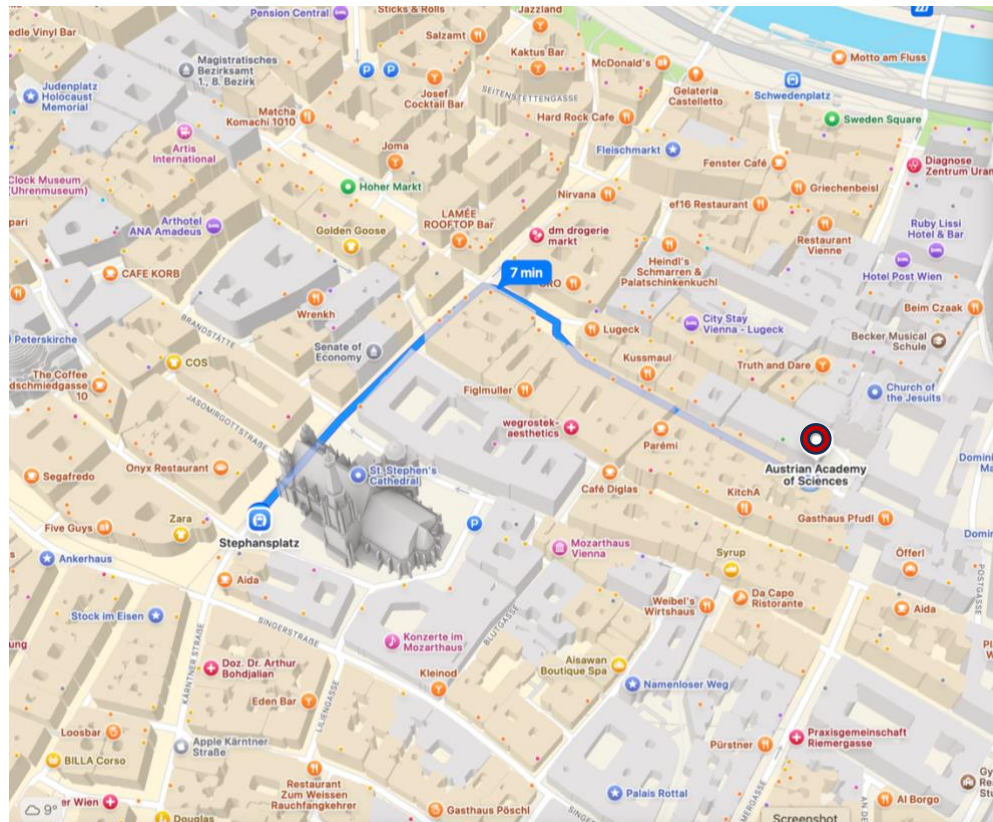 Sticks & Rolls
Jazzland
Pension Central
edle Vinyl Bar
Salzamt
Kaktus Bar
McDonald's
Motto am Fluss
Magistratisches
Bezirksamt
1., 8. Bezirk
P
P
Josef
Cocktail Bar
SEITENSTETTENGASSE
Gelateria
Castelletto
Schwedenplatz
Judenplatz
Holocaust
Memorial
Matcha
Komachi 1010
Hard Rock Cafe
Sweden Square
Artis
International
Joma
Fleischmarkt
Fenster Café
Diagnose
Zentrum Uran
Clock Museum
(Uhrenmuseum)
Hoher Markt
Nirvana
Griechenbeisl
ef16 Restaurant
pari
Arthotel
ANA Amadeus
LAMÉE
ROOFTOP Bar
Golden Goose
dm drogerie
markt
Restaurant
Vienne
Ruby Lissi
Hotel & Bar
CAFE KORB
7 min
Heindl's
Schmarren &
Palatschinkenkuchl
Hotel Post Wien
Wrenkh
Lugeck
City Stay
Vienna - Lugeck
Beim Czaak
BRANDSTÄTTE
Peterskirche
Senate of
Economy
Becker Musical
School
COS
Kussmaul
Truth and Dare
The Coffee
dschmiedgasse
10
Figlmuller
Church of
the Jesuits
JASOMIRGOTTSTRAßE
wegrostek-
aesthetics
Parémi
Onyx Restaurant
St. Stephen's
Cathedral
Austrian Academy
of Sciences
Domini
Segafredo
Café Diglas
KitchA
Zara
Gasthaus Pfudl
Five Guys
P
Stephansplatz
Domin
Ankerhaus
Mozarthaus
Vienna
Syrup
Öfferl
POSTGASSE
Aida
Da Capo
Ristorante
Weibel's
Wirtshaus
Aida
Stock im Eisen
SINGERSTRAßE
BLUTGASSE
Konzerte im
Mozarthaus
KÄRNTNER STRAßE
Doz. Dr. Arthur
Bohdjalian
Kleinod
Aisawan
Boutique Spa
Namenloser Weg
Eden Bar
LILIENGASSE
Loosbar
Apple Kärntner
Straße
Pürstner
Praxisgemeinschaft
Riemergasse
BILLA Corso
Restaurant
Zum Weissen
Rauchfangkehrer
Palais Rottal
9°
er Wien
Gasthaus Pöschl
Al Borgo
Douglas
Screenshot